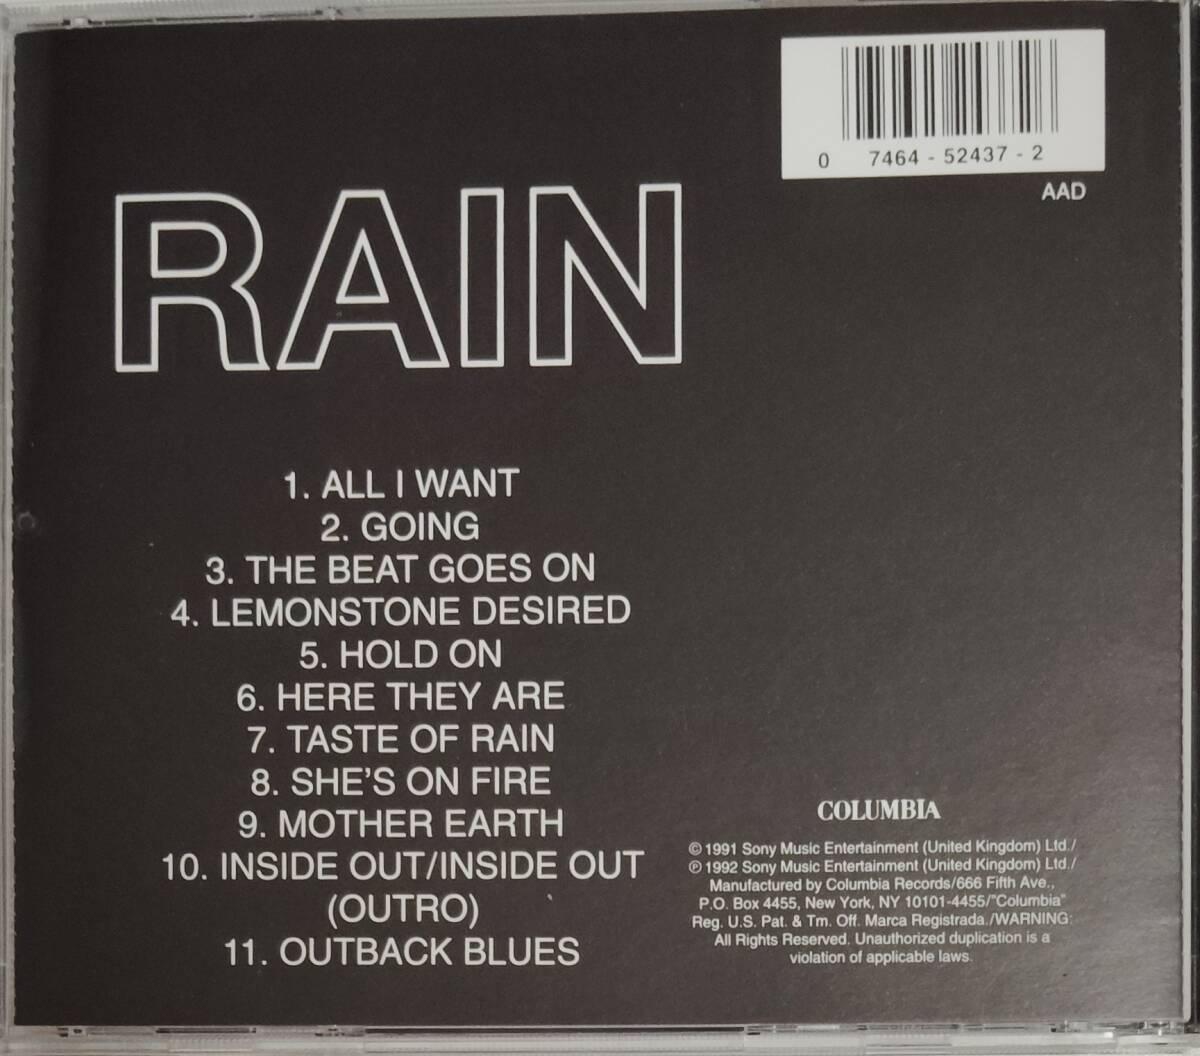 0 7464 - 52437 - 2
AAD
RAIN
1. ALL I WANT
2. GOING
3. THE BEAT GOES ON
4. LEMONSTONE DESIRED
5. HOLD ON
6. HERE THEY ARE
7. TASTE OF RAIN
8. SHE'S ON FIRE
9. MOTHER EARTH
10. INSIDE OUT/INSIDE OUT
(OUTRO)
11. OUTBACK BLUES
COLUMBIA
© 1991 Sony Music Entertainment (United Kingdom) Ltd./
℗ 1992 Sony Music Entertainment (United Kingdom) Ltd./
Manufactured by Columbia Records/666 Fifth Ave.,
P.O. Box 4455, New York, NY 10101-4455/"Columbia"
Reg. U.S. Pat. & Tm. Off. Marca Registrada./WARNING:
All Rights Reserved. Unauthorized duplication is a
violation of applicable laws.